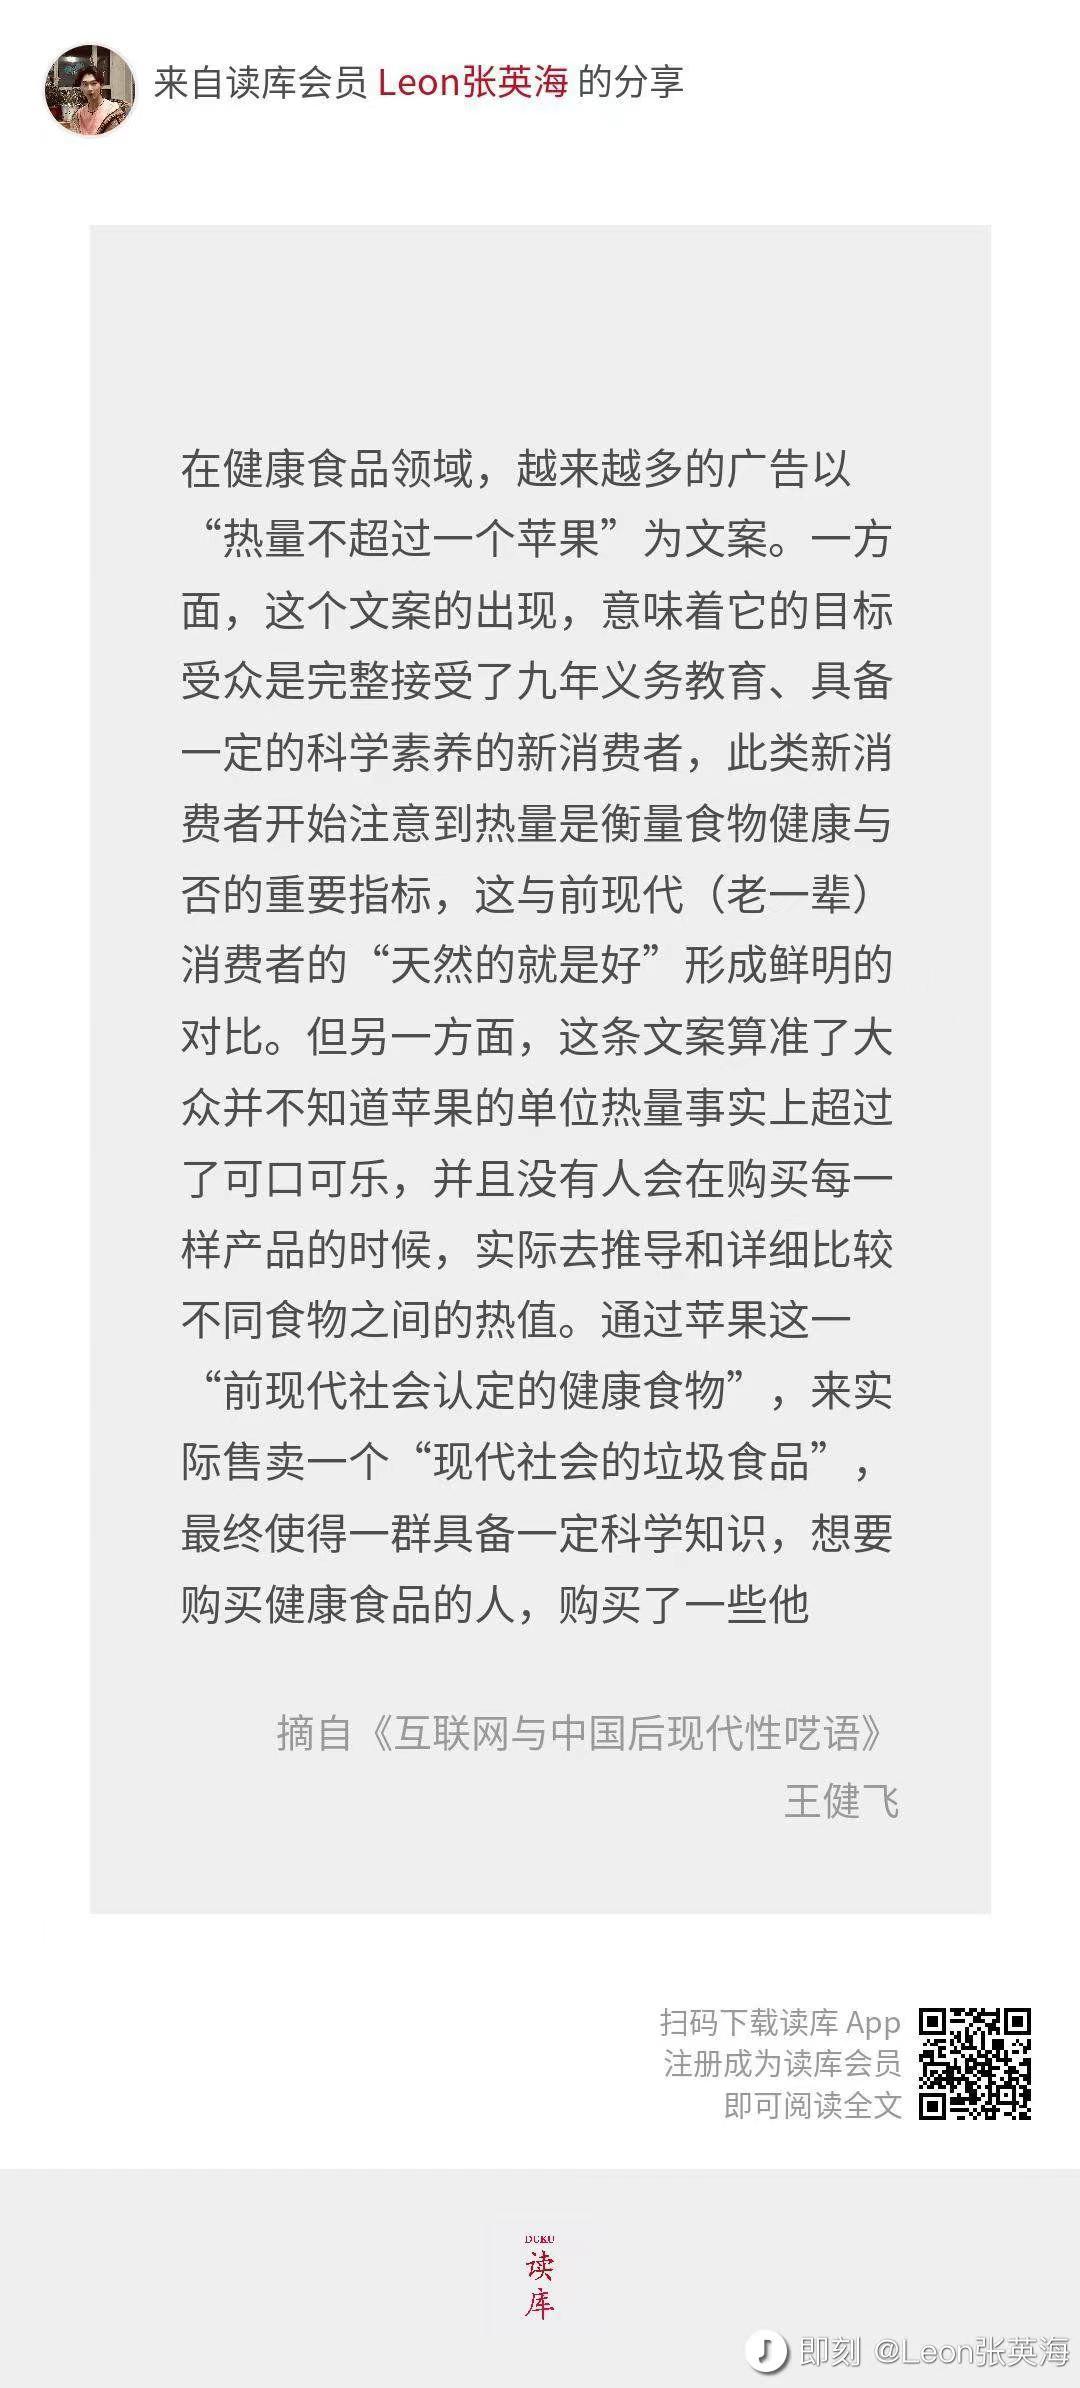 来自读库会员 Leon张英海 的分享
在健康食品领域，越来越多的广告以
“热量不超过一个苹果”为文案。一方
面，这个文案的出现，意味着它的目标
受众是完整接受了九年义务教育、具备
一定的科学素养的新消费者，此类新消
费者开始注意到热量是衡量食物健康与
否的重要指标，这与前现代（老一辈）
消费者的“天然的就是好”形成鲜明的
对比。但另一方面，这条文案算准了大
众并不知道苹果的单位热量事实上超过
了可口可乐，并且没有人会在购买每一
样产品的时候，实际去推导和详细比较
不同食物之间的热值。通过苹果这一
“前现代社会认定的健康食物”，来实
际售卖一个“现代社会的垃圾食品”，
最终使得一群具备一定科学知识，想要
购买健康食品的人，购买了一些他
摘自《互联网与中国后现代性呓语》
王健飞
扫码下载读库 App
注册成为读库会员
即可阅读全文
DUKU
读
库
即刻 @Leon张英海